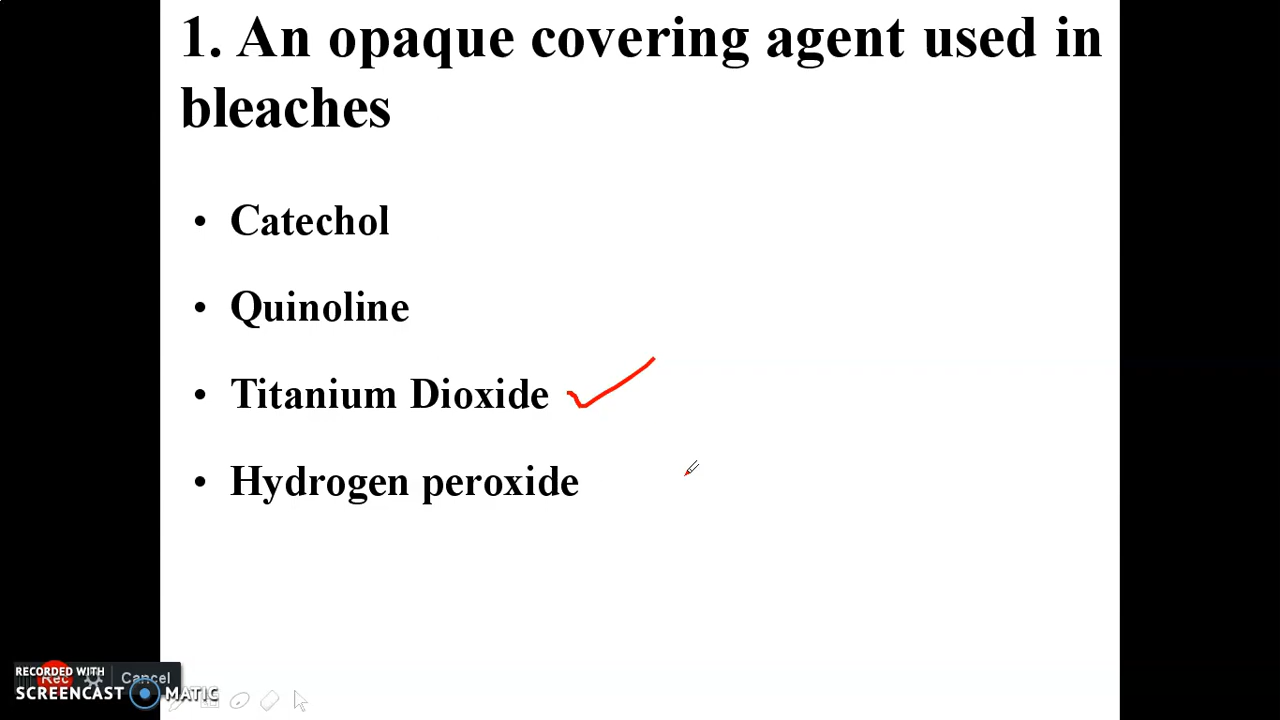 1. An opaque covering agent used in
bleaches
• Catechol
• Quinoline
• Titanium Dioxide
• Hydrogen peroxide
RECORDED WITH
Rec Cancel
SCREENCAST MATIC